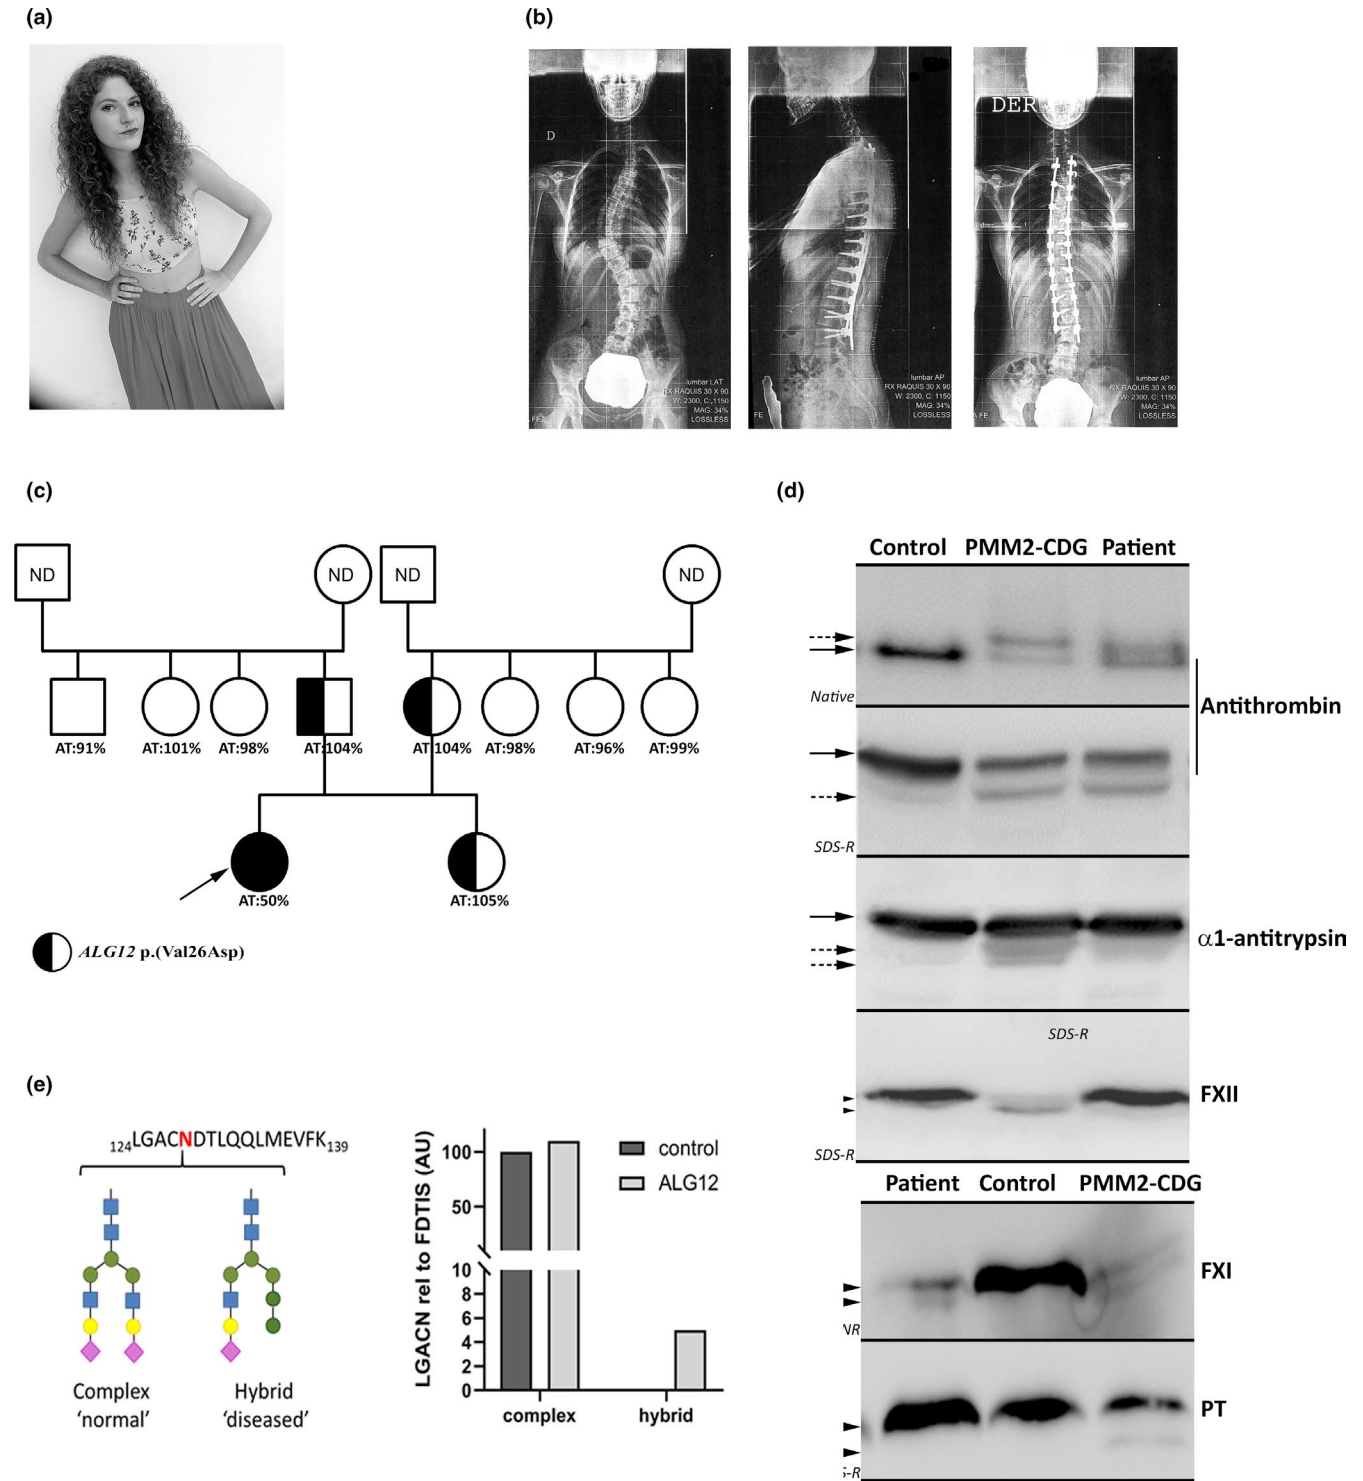 (a)
(b)
D
lumbar LAT
RX RAQUIS 30 X 90
W: 2300, C: 1150
MAG: 34%
LOSSLESS
FE
lumbar AP
RX RAQUIS 30 X 90
W: 2300, C: 1150
MAG: 34%
LOSSLESS
FE
DER
lumbar AP
RX RAQUIS 30 X 90
W: 2300, C: 1150
MAG: 34%
LOSSLESS
A FE
(c)
ND ND ND ND
AT:91% AT:101% AT:98% AT:104% AT:104% AT:98% AT:96% AT:99%
AT:50% AT:105%
ALG12 p.(Val26Asp)
(d)
Control PMM2-CDG Patient
Native
Antithrombin
SDS-R
α1-antitrypsin
SDS-R
FXII
SDS-R
Patient Control PMM2-CDG
FXI
NR
PT
S-R
(e)
124LGACNDTLQQLMEVFK139
Complex
'normal'
Hybrid
'diseased'
LGACN rel to FDTIS (AU)
100
50
10
8
6
4
2
0
control
ALG12
complex hybrid